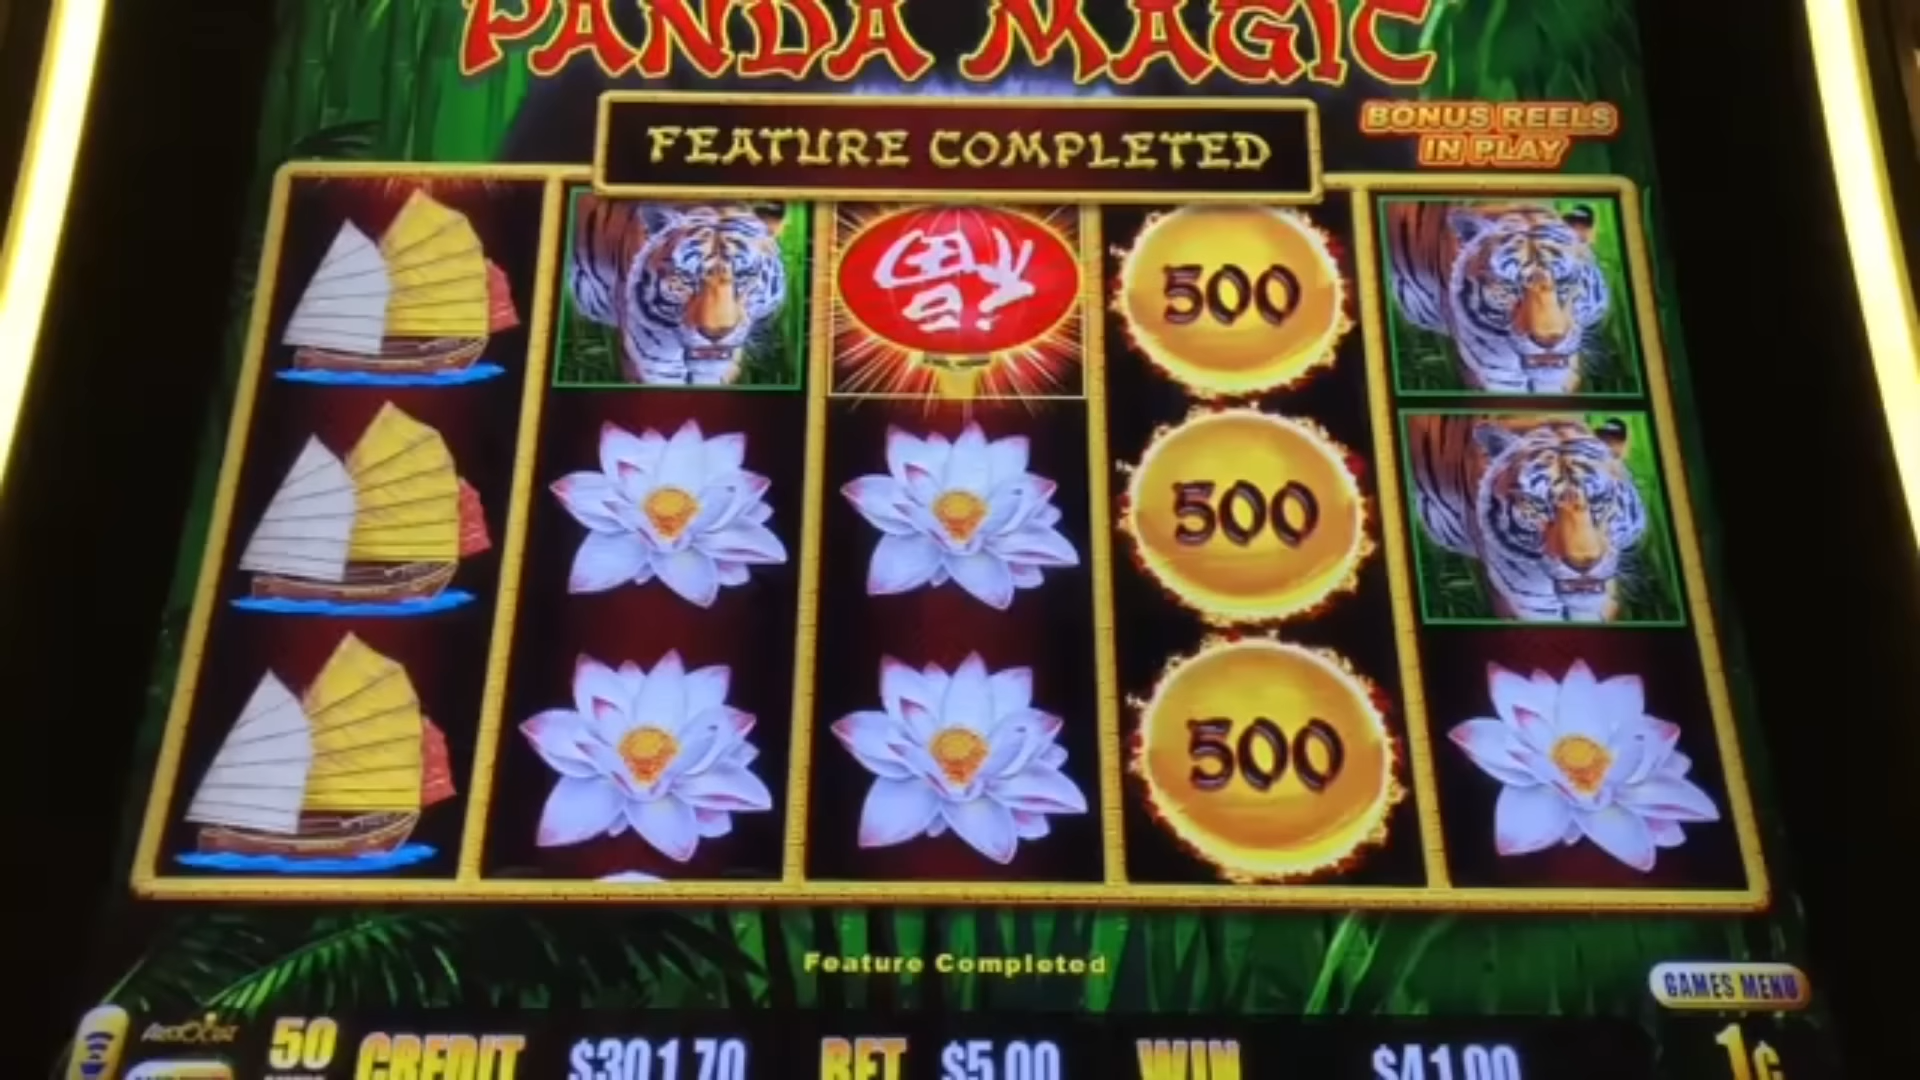 PANDA MAGIC
FEATURE COMPLETED
BONUS REELS
IN PLAY
500
500
500
Feature Completed
GAMES MENU
50
CREDIT $301.70 BET $5.00 WIN $41.00 1¢